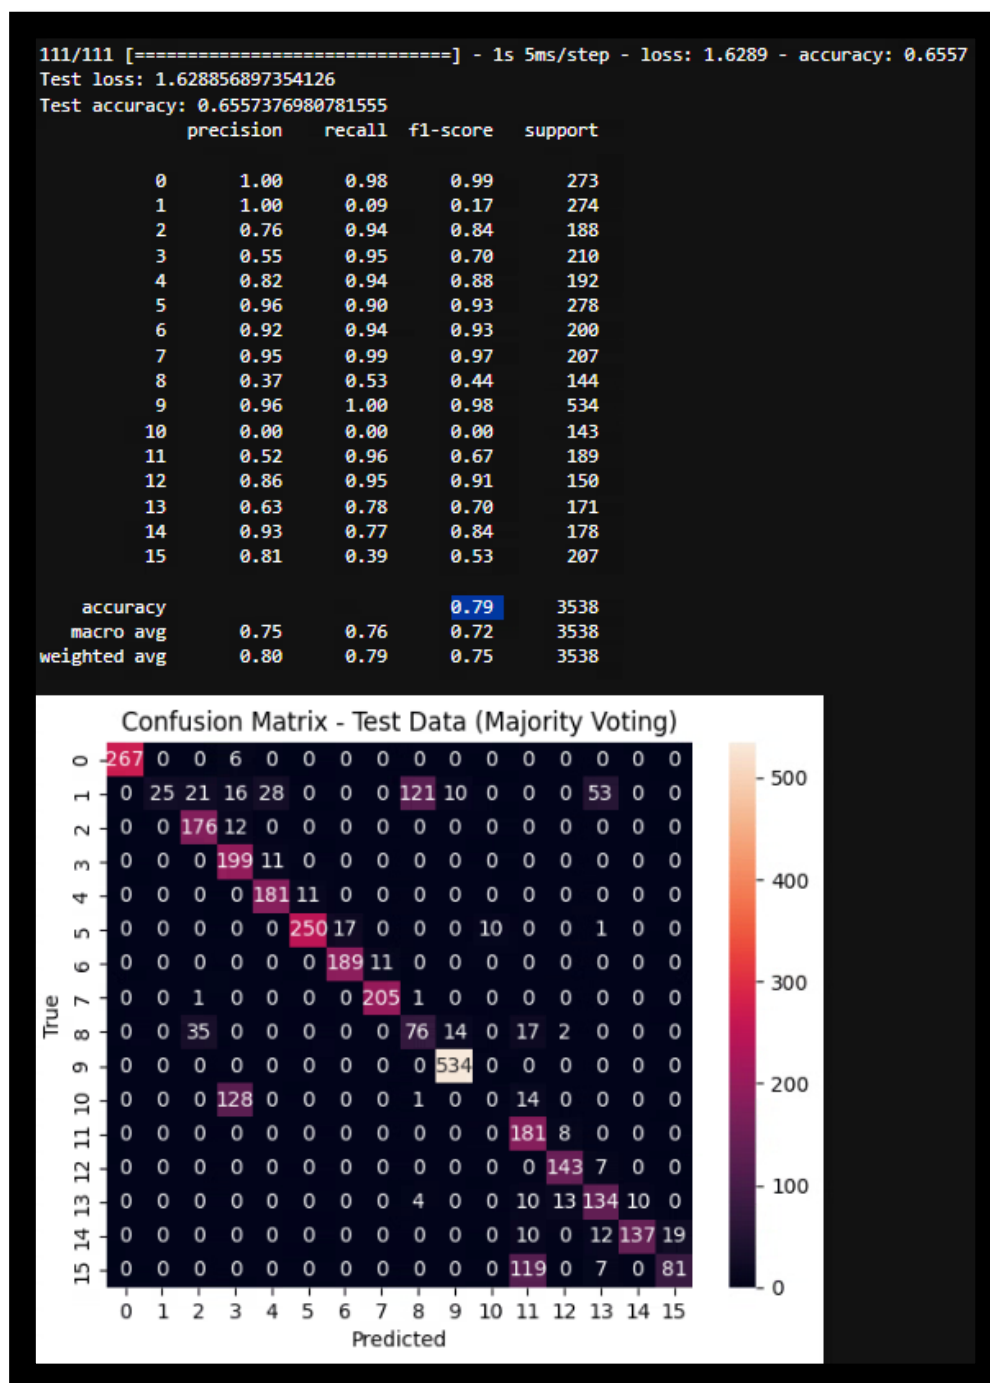 111/111 [==============================] - 1s 5ms/step - loss: 1.6289 - accuracy: 0.6557
Test loss: 1.628856897354126
Test accuracy: 0.6557376980781555
precision recall f1-score support
0 1.00 0.98 0.99 273
1 1.00 0.09 0.17 274
2 0.76 0.94 0.84 188
3 0.55 0.95 0.70 210
4 0.82 0.94 0.88 192
5 0.96 0.90 0.93 278
6 0.92 0.94 0.93 200
7 0.95 0.99 0.97 207
8 0.37 0.53 0.44 144
9 0.96 1.00 0.98 534
10 0.00 0.00 0.00 143
11 0.52 0.96 0.67 189
12 0.86 0.95 0.91 150
13 0.63 0.78 0.70 171
14 0.93 0.77 0.84 178
15 0.81 0.39 0.53 207
accuracy 0.79 3538
macro avg 0.75 0.76 0.72 3538
weighted avg 0.80 0.79 0.75 3538
Confusion Matrix - Test Data (Majority Voting)
0 267 0 0 6 0 0 0 0 0 0 0 0 0 0 0 0
1 0 25 21 16 28 0 0 0 121 10 0 0 0 53 0 0
2 0 0 176 12 0 0 0 0 0 0 0 0 0 0 0 0
3 0 0 0 199 11 0 0 0 0 0 0 0 0 0 0 0
4 0 0 0 0 181 11 0 0 0 0 0 0 0 0 0 0
5 0 0 0 0 0 250 17 0 0 0 10 0 0 1 0 0
6 0 0 0 0 0 0 189 11 0 0 0 0 0 0 0 0
7 0 0 1 0 0 0 0 205 1 0 0 0 0 0 0 0
8 0 0 35 0 0 0 0 0 76 14 0 17 2 0 0 0
9 0 0 0 0 0 0 0 0 0 534 0 0 0 0 0 0
10 0 0 0 128 0 0 0 0 1 0 0 14 0 0 0 0
11 0 0 0 0 0 0 0 0 0 0 0 181 8 0 0 0
12 0 0 0 0 0 0 0 0 0 0 0 0 143 7 0 0
13 0 0 0 0 0 0 0 0 4 0 0 10 13 134 10 0
14 0 0 0 0 0 0 0 0 0 0 0 10 0 12 137 19
15 0 0 0 0 0 0 0 0 0 0 0 119 0 7 0 81
0 1 2 3 4 5 6 7 8 9 10 11 12 13 14 15
Predicted
True
500
400
300
200
100
0